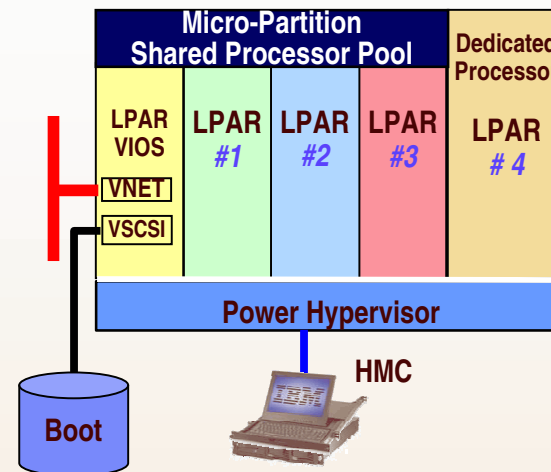 Micro-Partition
Shared Processor Pool
Dedicated
Processor
LPAR
VIOS
VNET
VSCSI
LPAR
#1
LPAR
#2
LPAR
#3
LPAR
# 4
Power Hypervisor
HMC
IBM
Boot